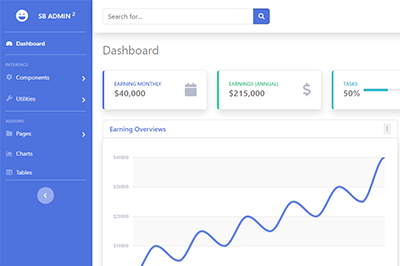 SB ADMIN 2
Search for...
Dashboard
INTERFACE
Components
Utilities
ADDONS
Pages
Charts
Tables
Dashboard
EARNING MONTHLY
$40,000
EARNINGS (ANNUAL)
$215,000
TASKS
50%
Earning Overviews
$40000
$30000
$20000
$10000